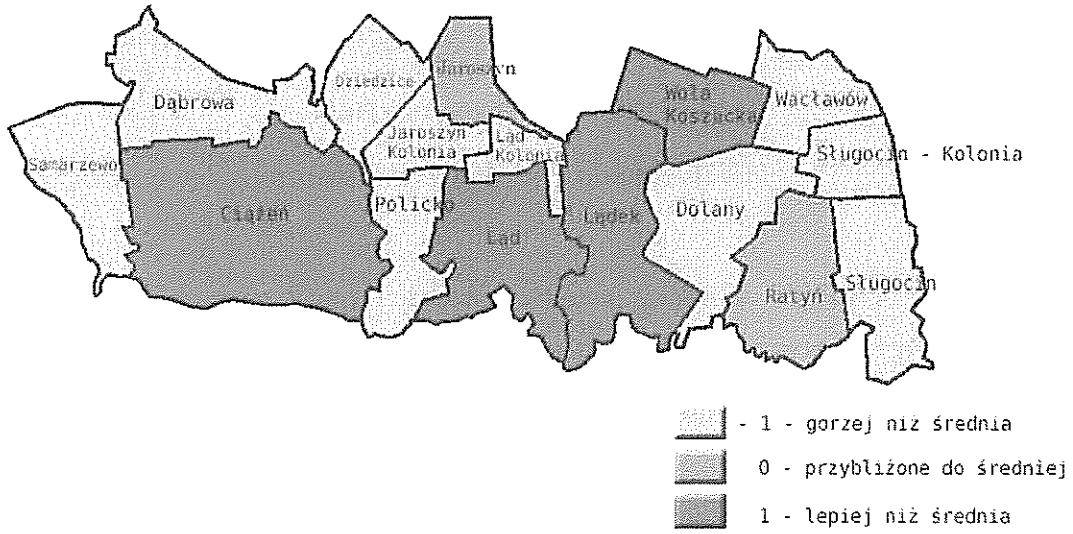 Dąbrowa
Dziedzice
Jaroszyn
Samarzewo
Jaroszyn
Kolonia
Ląd
Kolonia
Wola
Koszucka
Wacławów
Sługocin - Kolonia
Ciążeń
Policko
Ląd
Lądek
Dolany
Ratyń
Sługocin
- 1 - gorzej niż średnia
0 - przybliżone do średniej
1 - lepiej niż średnia